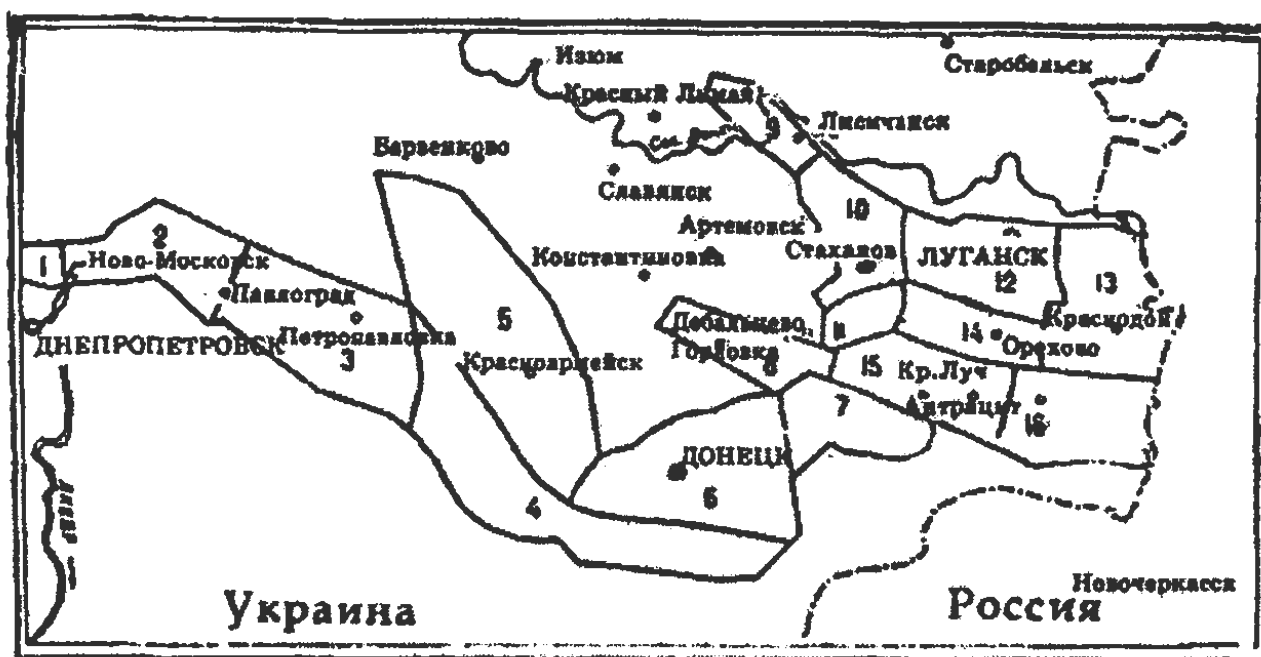 Изюм
Старобельск
Красный Лиман
9
Лисичанск
Барвенково
Славянск
10
Артемовск
Стаханов
ЛУГАНСК
12
13
2
1
Ново-Московск
Константиновка
Павлоград
5
Дебальцево
11
14
Краснодон
Петропавловка
ДНЕПРОПЕТРОВСК
3
Красноармейск
Горловка
8
15
Орехово
Кр.Луч
Антрацит
16
7
ДОНЕЦК
6
4
Новочеркасск
Украина
Россия